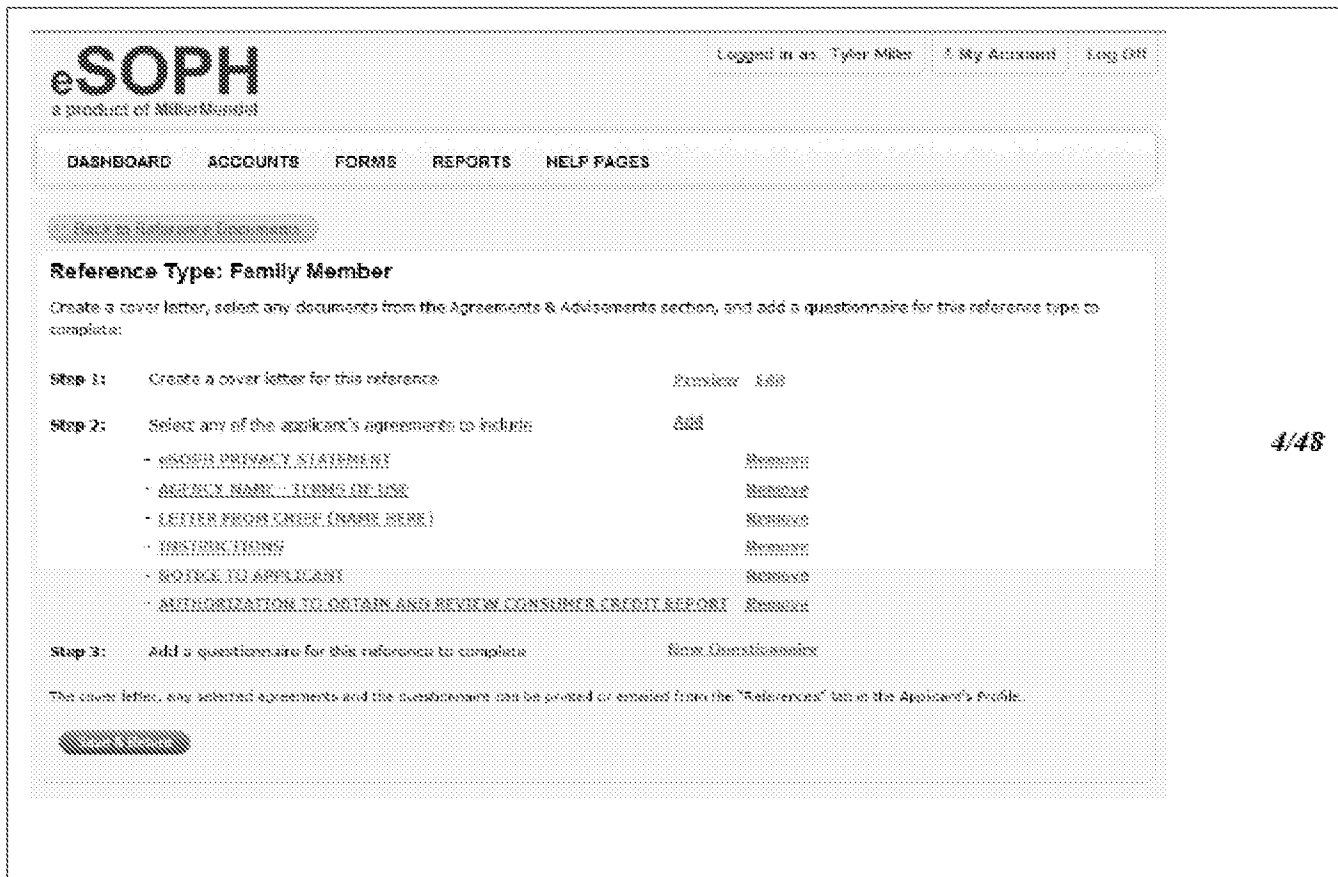 eSOPH
a product of MillerMendel
Logged in as: Tyler Miller My Account Log Off
DASHBOARD ACCOUNTS FORMS REPORTS HELP PAGES
Back to Reference Documents
Reference Type: Family Member
Create a cover letter, select any documents from the Agreements & Advisements section, and add a questionnaire for this reference type to
complete:
Step 1: Create a cover letter for this reference Preview Edit
Step 2: Select any of the applicant's agreements to include Add
- eSOPH PRIVACY STATEMENT Remove
- AGENCY NAME - TERMS OF USE Remove
- LETTER FROM CHIEF (NAME HERE) Remove
- INSTRUCTIONS Remove
- NOTICE TO APPLICANT Remove
- AUTHORIZATION TO OBTAIN AND REVIEW CONSUMER CREDIT REPORT Remove
Step 3: Add a questionnaire for this reference to complete New Questionnaire
The cover letter, any selected agreements and the questionnaire can be printed or emailed from the "References" tab in the Applicant's Profile.
4/48